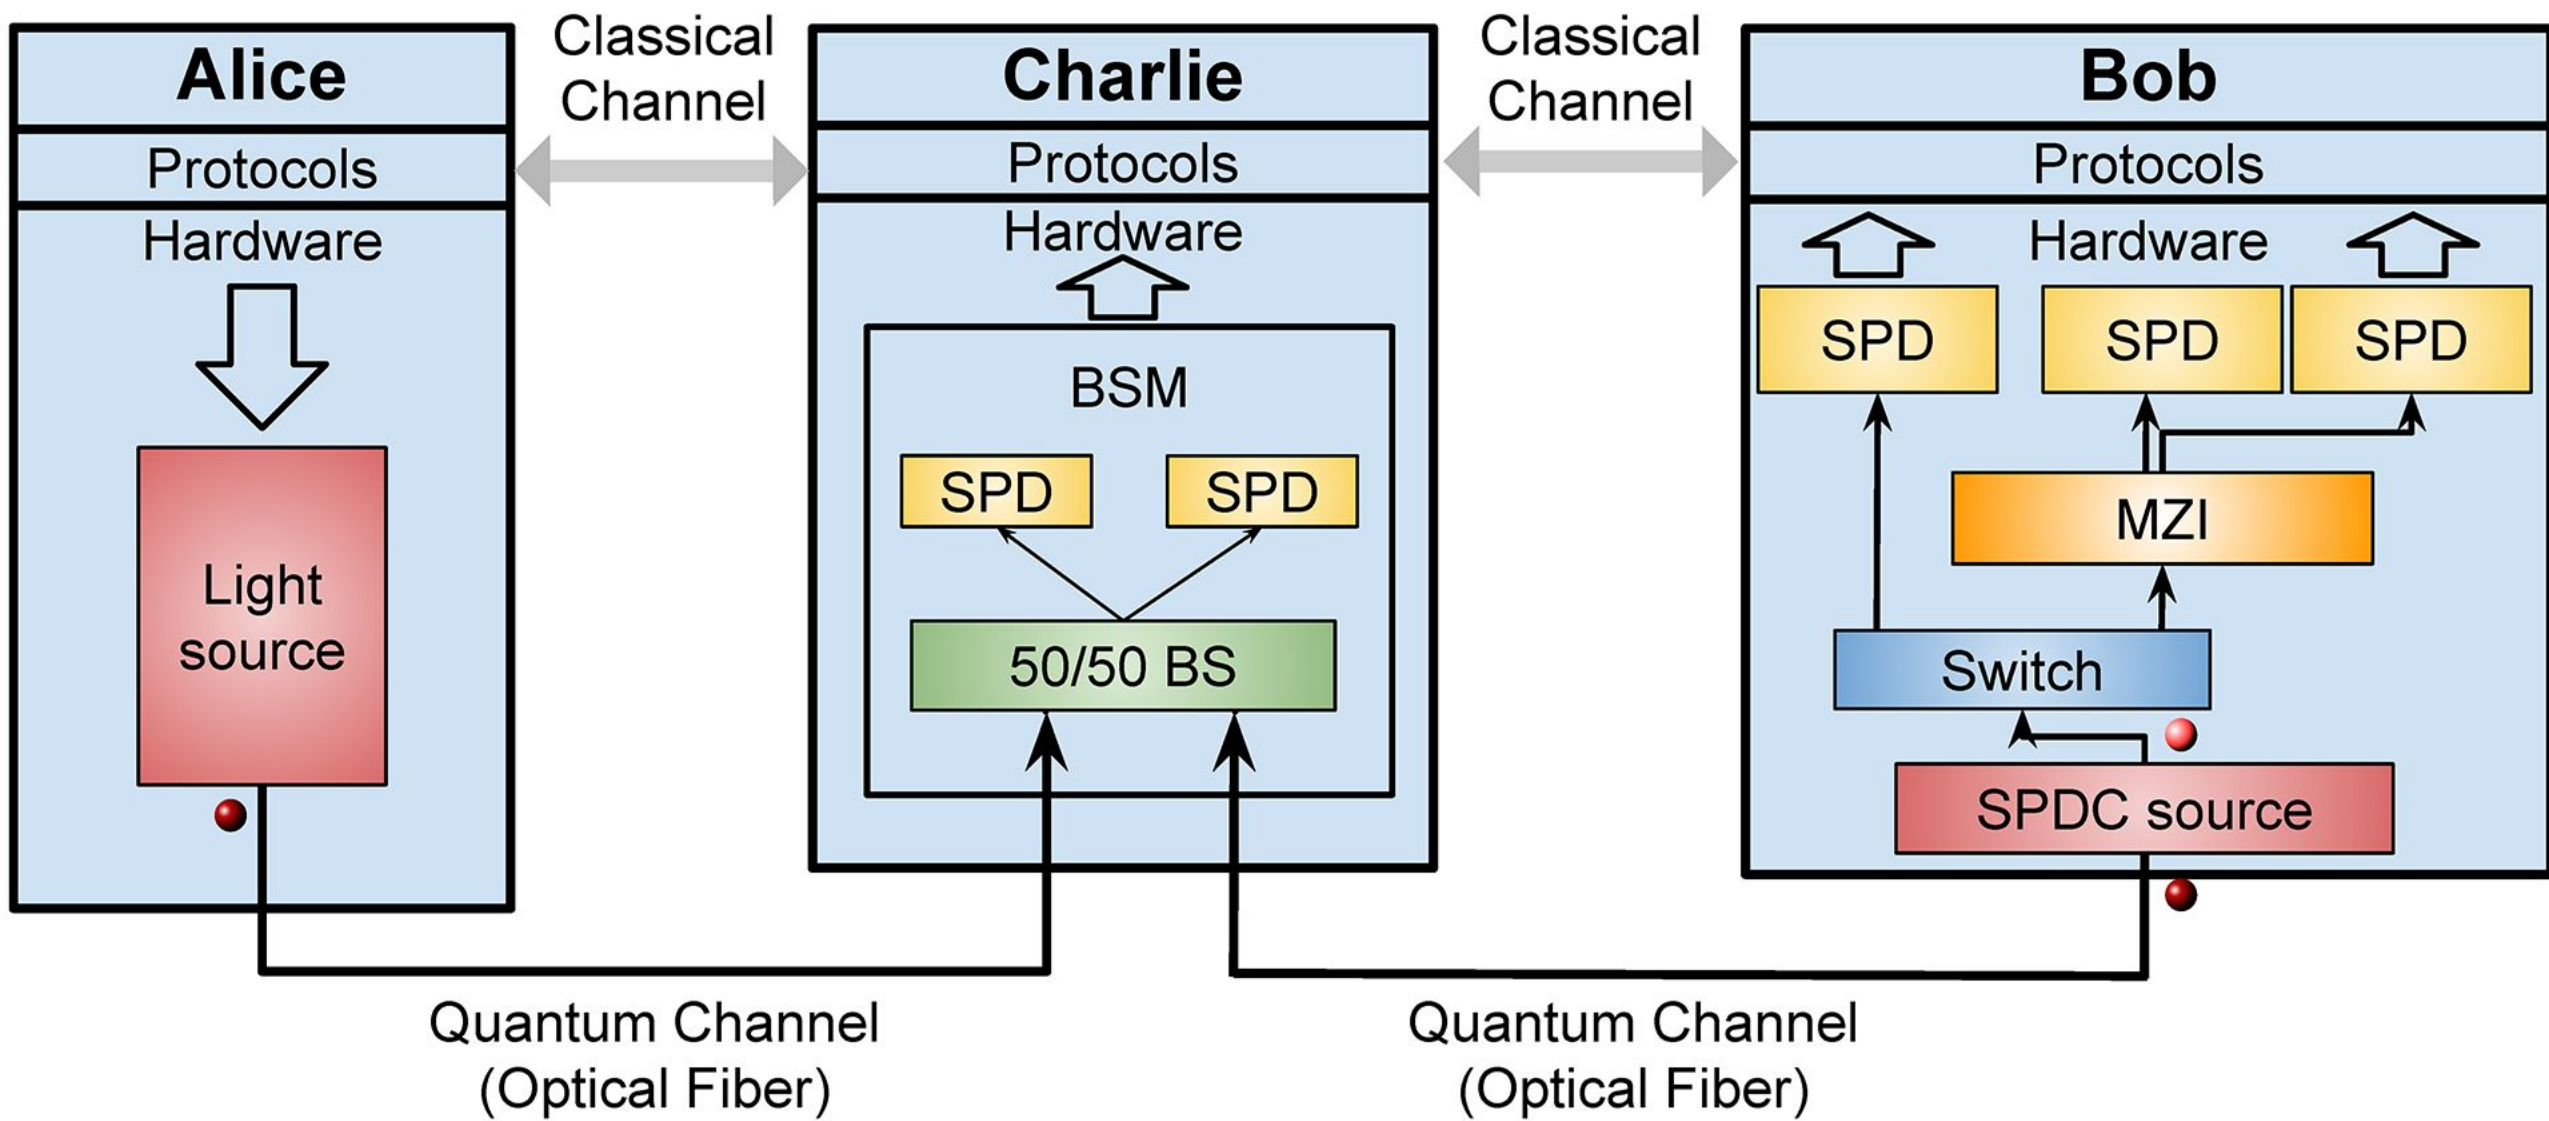 Alice
Protocols
Hardware
Light
source
Classical
Channel
Charlie
Protocols
Hardware
BSM
SPD
SPD
50/50 BS
Classical
Channel
Bob
Protocols
Hardware
SPD
SPD
SPD
MZI
Switch
SPDC source
Quantum Channel
(Optical Fiber)
Quantum Channel
(Optical Fiber)